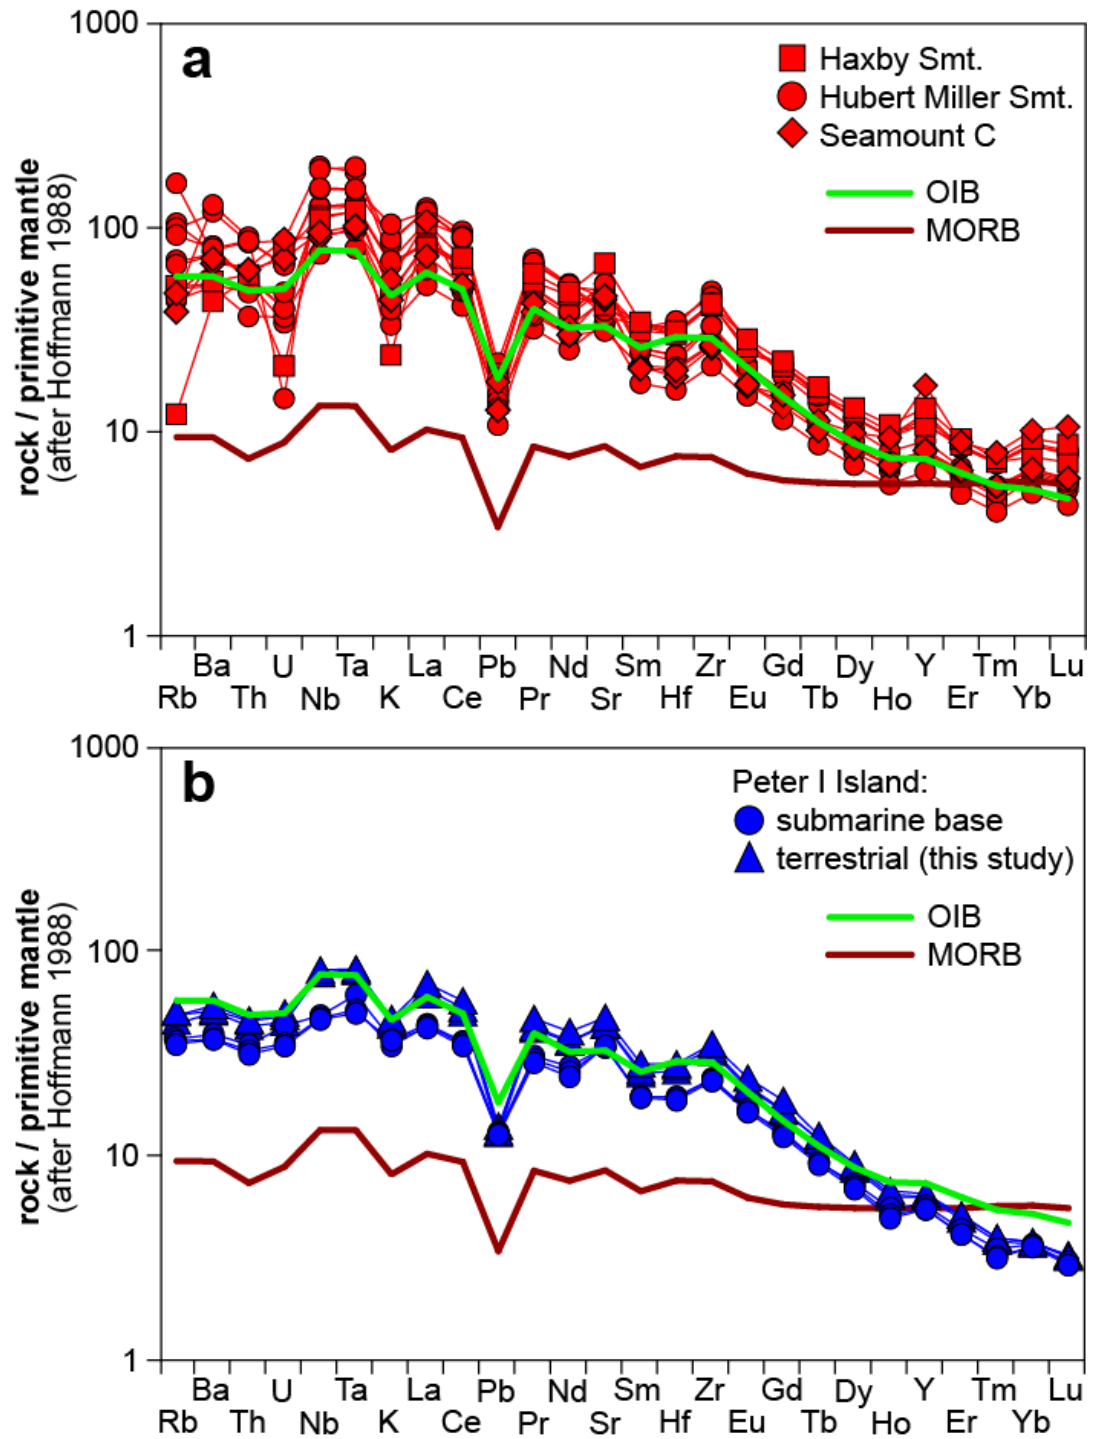 a
1000
100
10
1
rock / primitive mantle
(after Hoffmann 1988)
Haxby Smt.
Hubert Miller Smt.
Seamount C
OIB
MORB
Ba U Ta La Pb Nd Sm Zr Gd Dy Y Tm Lu
Rb Th Nb K Ce Pr Sr Hf Eu Tb Ho Er Yb
b
1000
100
10
1
rock / primitive mantle
(after Hoffmann 1988)
Peter I Island:
submarine base
terrestrial (this study)
OIB
MORB
Ba U Ta La Pb Nd Sm Zr Gd Dy Y Tm Lu
Rb Th Nb K Ce Pr Sr Hf Eu Tb Ho Er Yb